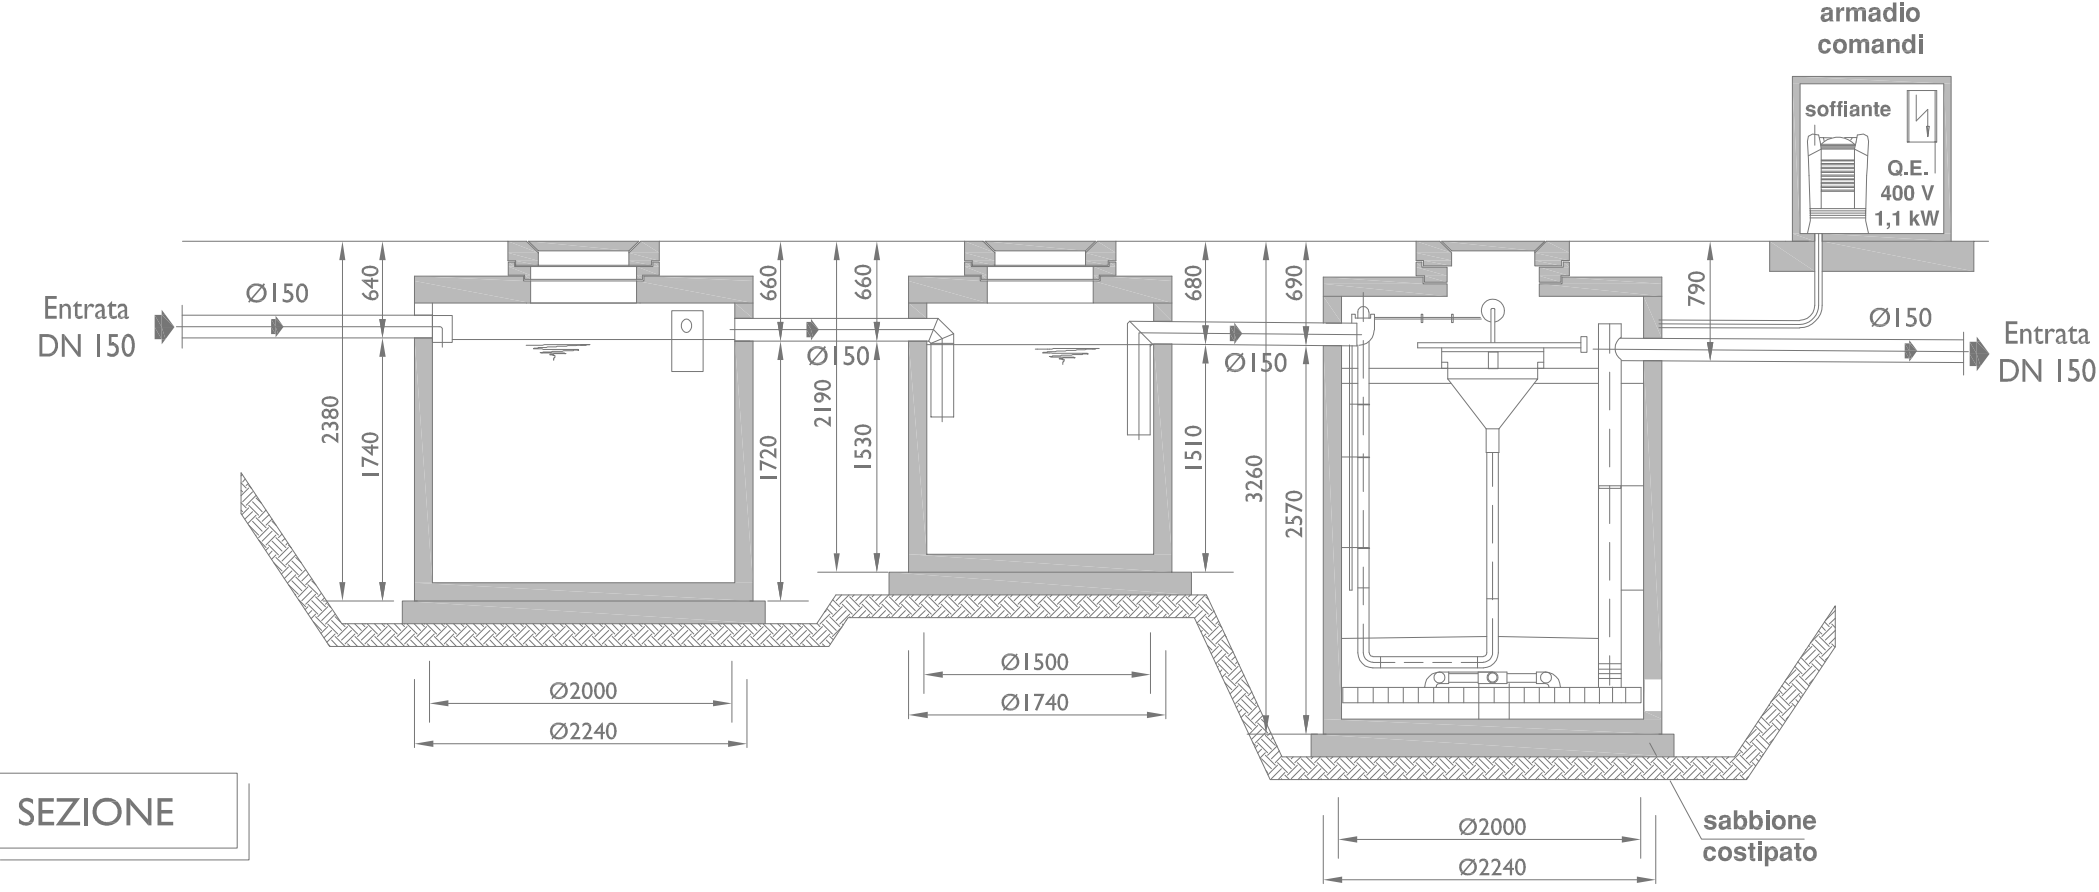 armadio
comandi
soffiante
Q.E.
400 V
1,1 kW
Entrata
DN 150
Ø150
640
2380
1740
660
1720
Ø150
2190
660
1530
680
1510
Ø150
3260
690
2570
790
Ø150
Entrata
DN 150
Ø2000
Ø2240
Ø1500
Ø1740
Ø2000
Ø2240
sabbione
costipato
SEZIONE